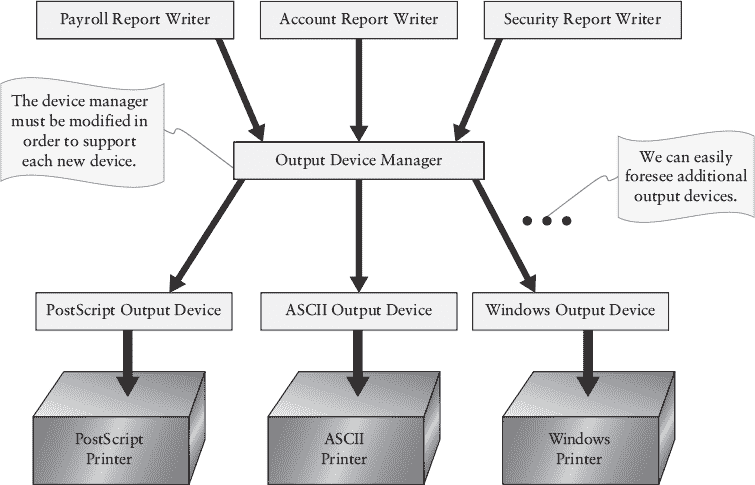 Payroll Report Writer
Account Report Writer
Security Report Writer
The device manager
must be modified in
order to support
each new device.
Output Device Manager
We can easily
foresee additional
output devices.
PostScript Output Device
ASCII Output Device
Windows Output Device
PostScript
Printer
ASCII
Printer
Windows
Printer